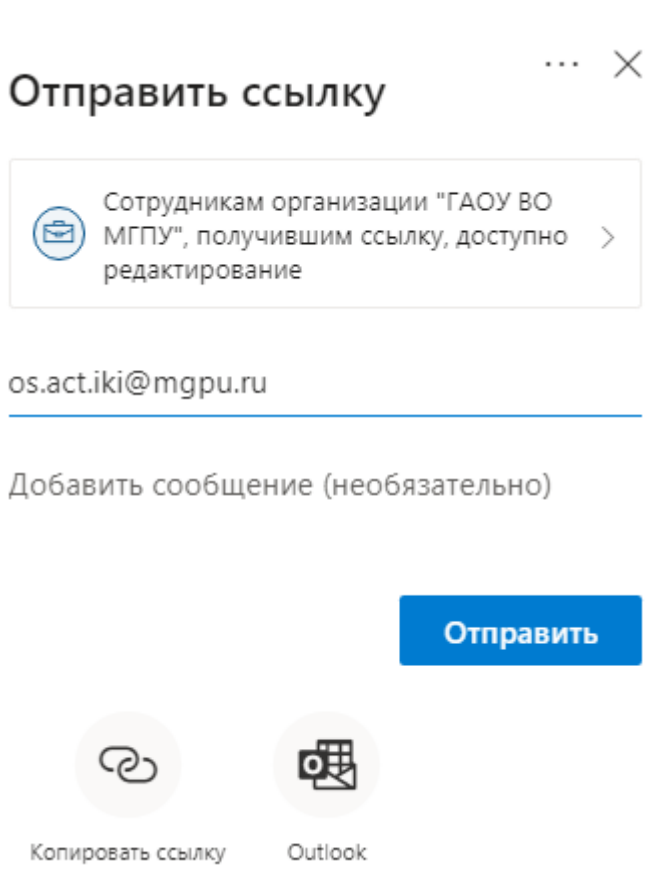 Отправить ссылку
Сотрудникам организации "ГАОУ ВО
МГПУ", получившим ссылку, доступно
редактирование
os.act.iki@mgpu.ru
Добавить сообщение (необязательно)
Отправить
Копировать ссылку
Outlook